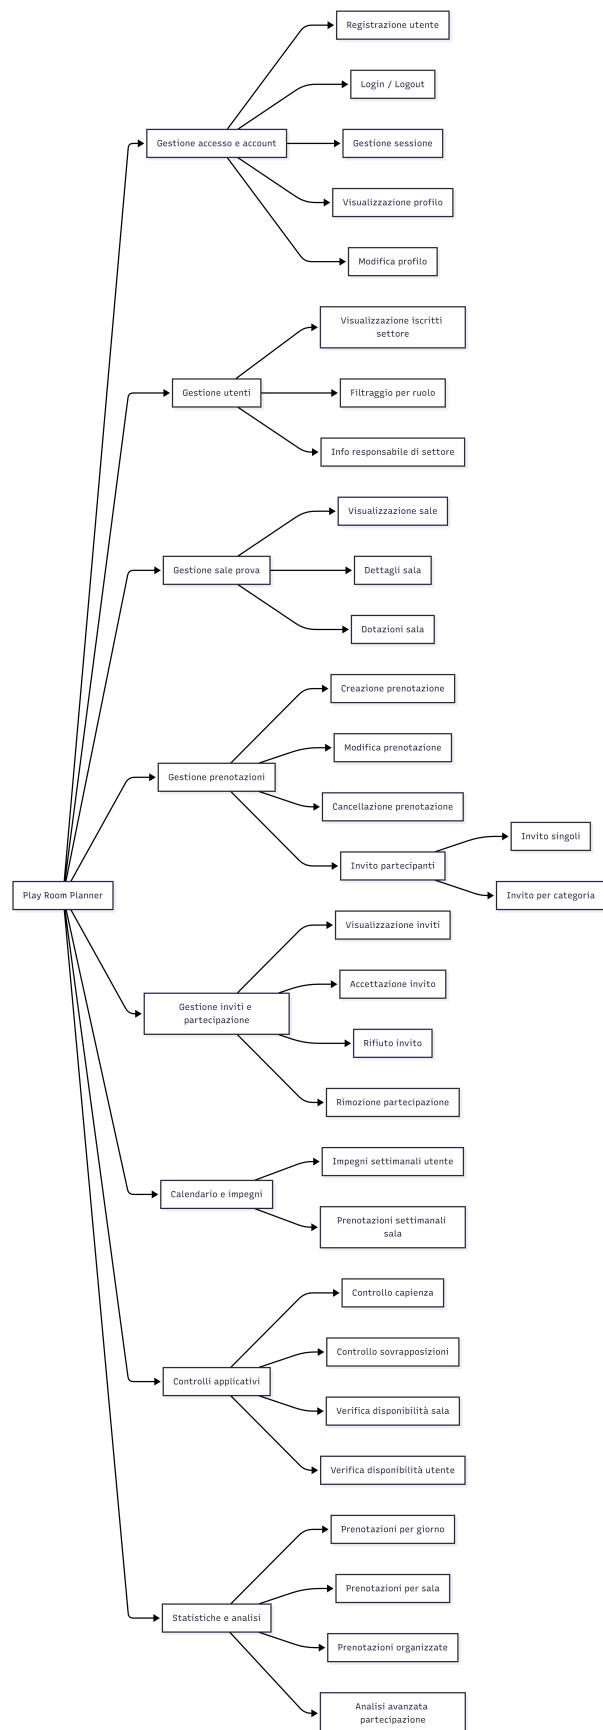 Play Room Planner
Gestione accesso e account
Registrazione utente
Login / Logout
Gestione sessione
Visualizzazione profilo
Modifica profilo
Gestione utenti
Visualizzazione iscritti
settore
Filtraggio per ruolo
Info responsabile di settore
Gestione sale prova
Visualizzazione sale
Dettagli sala
Dotazioni sala
Gestione prenotazioni
Creazione prenotazione
Modifica prenotazione
Cancellazione prenotazione
Invito partecipanti
Invito singoli
Invito per categoria
Gestione inviti e
partecipazione
Visualizzazione inviti
Accettazione invito
Rifiuto invito
Rimozione partecipazione
Calendario e impegni
Impegni settimanali utente
Prenotazioni settimanali
sala
Controlli applicativi
Controllo capienza
Controllo sovrapposizioni
Verifica disponibilità sala
Verifica disponibilità utente
Statistiche e analisi
Prenotazioni per giorno
Prenotazioni per sala
Prenotazioni organizzate
Analisi avanzata
partecipazione